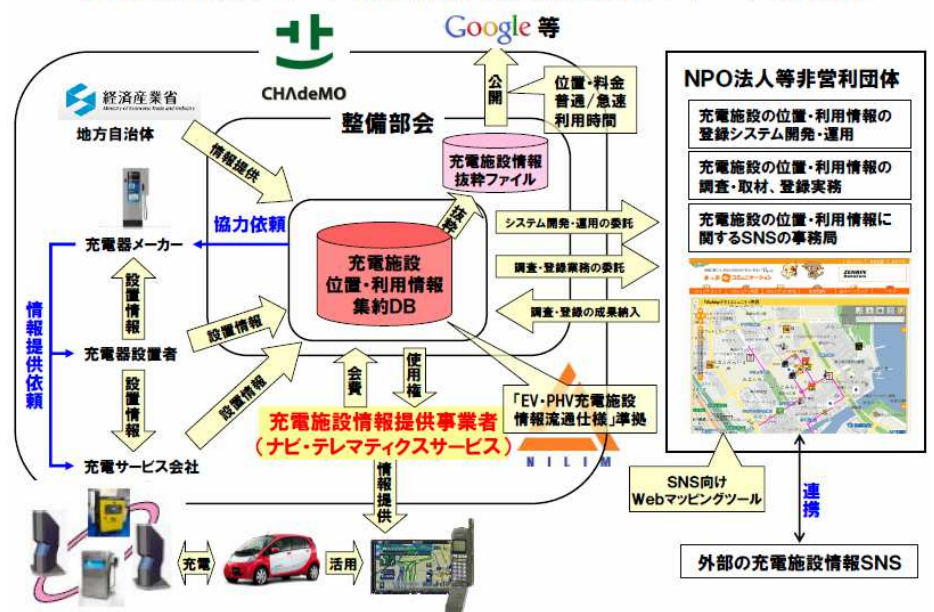 Google 等
CHAdeMO
経済産業省
Ministry of Economy, Trade and Industry
地方自治体
整備部会
公開
位置・料金
普通/急速
利用時間
充電施設情報
抜粋ファイル
情報提供
抜粋
協力依頼
充電器メーカー
充電施設
位置・利用情報
集約DB
設置情報
設置情報
情報提供依頼
充電器設置者
設置情報
設置情報
充電サービス会社
会費
使用権
「EV・PHV充電施設
情報流通仕様」準拠
充電施設情報提供事業者
(ナビ・テレマティクスサービス)
NILIM
情報提供
充電
活用
システム開発・運用の委託
調査・登録業務の委託
調査・登録の成果納入
NPO法人等非営利団体
充電施設の位置・利用情報の
登録システム開発・運用
充電施設の位置・利用情報の
調査・取材、登録実務
充電施設の位置・利用情報に
関するSNSの事務局
ZENRIN
SNS向け
Webマッピングツール
連携
外部の充電施設情報SNS